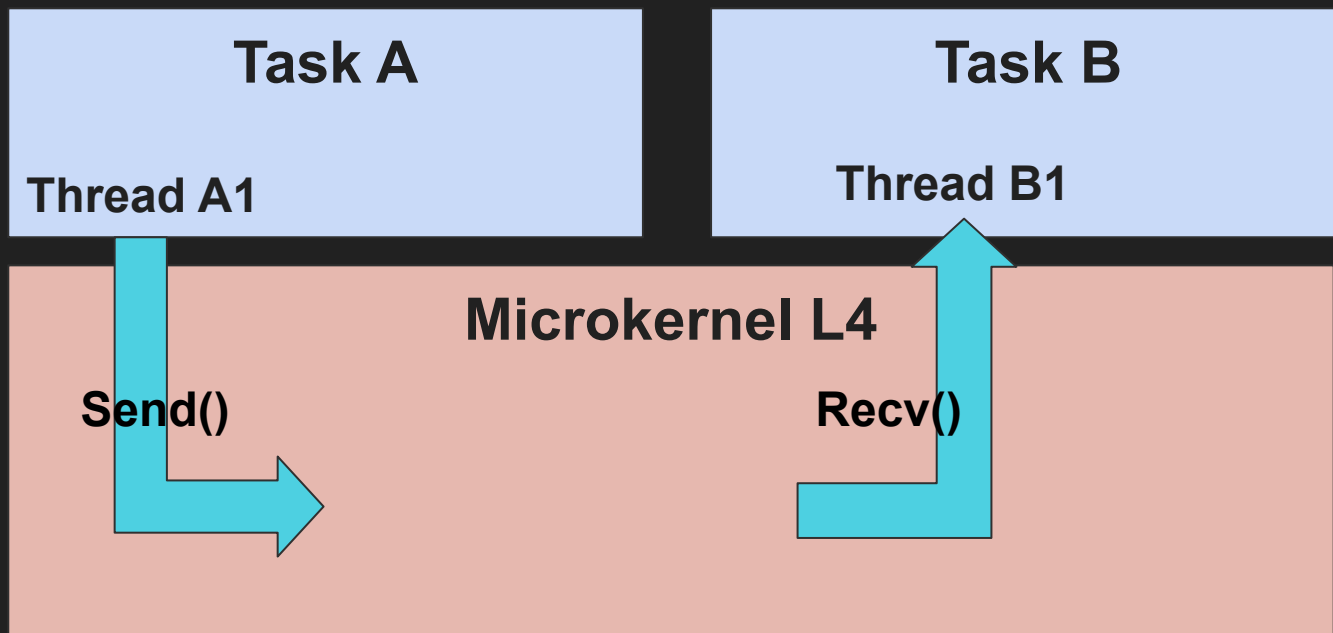 Task A
Task B
Thread A1
Thread B1
Microkernel L4
Send()
Recv()